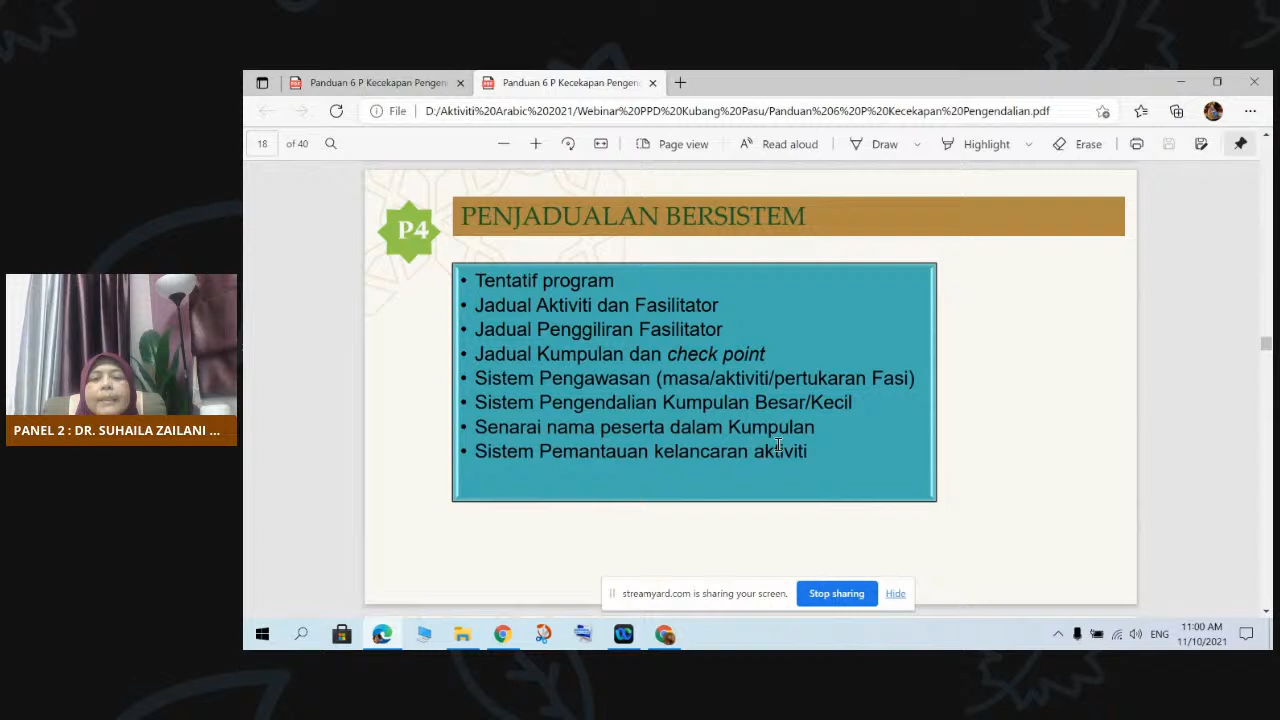 Panduan 6 P Kecekapan Pengen
Panduan 6 P Kecekapan Pengen
File
D:/Aktiviti%20Arabic%202021/Webinar%20PPD%20Kubang%20Pasu/Panduan%206%20P%20Kecekapan%20Pengendalian.pdf
18 of 40
Page view
Read aloud
Draw
Highlight
Erase
P4
PENJADUALAN BERSISTEM
• Tentatif program
• Jadual Aktiviti dan Fasilitator
• Jadual Penggiliran Fasilitator
• Jadual Kumpulan dan check point
• Sistem Pengawasan (masa/aktiviti/pertukaran Fasi)
• Sistem Pengendalian Kumpulan Besar/Kecil
• Senarai nama peserta dalam Kumpulan
• Sistem Pemantauan kelancaran aktiviti
PANEL 2 : DR. SUHAILA ZAILANI ...
streamyard.com is sharing your screen.
Stop sharing
Hide
ENG
11:00 AM
11/10/2021